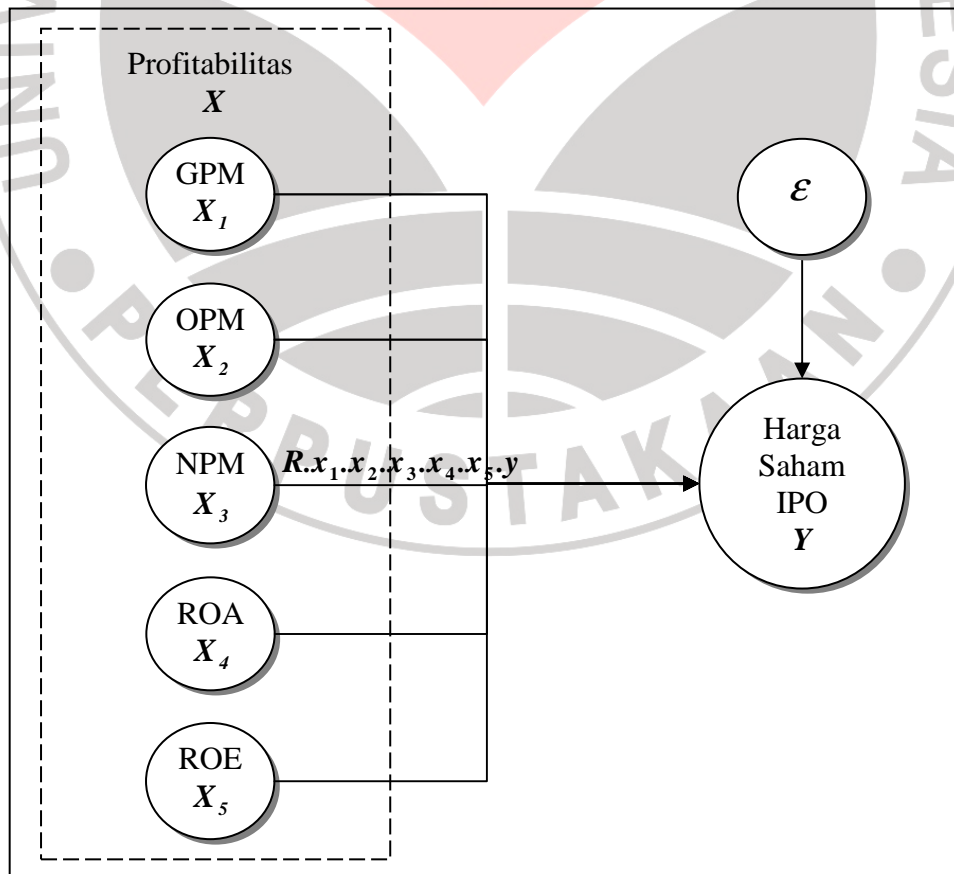 Profitabilitas
X
GPM
X₁
OPM
X₂
NPM
X₃
ROA
X₄
ROE
X₅
R.x₁.x₂.x₃.x₄.x₅.y
ε
Harga
Saham
IPO
Y
PERPUSTAKAAN